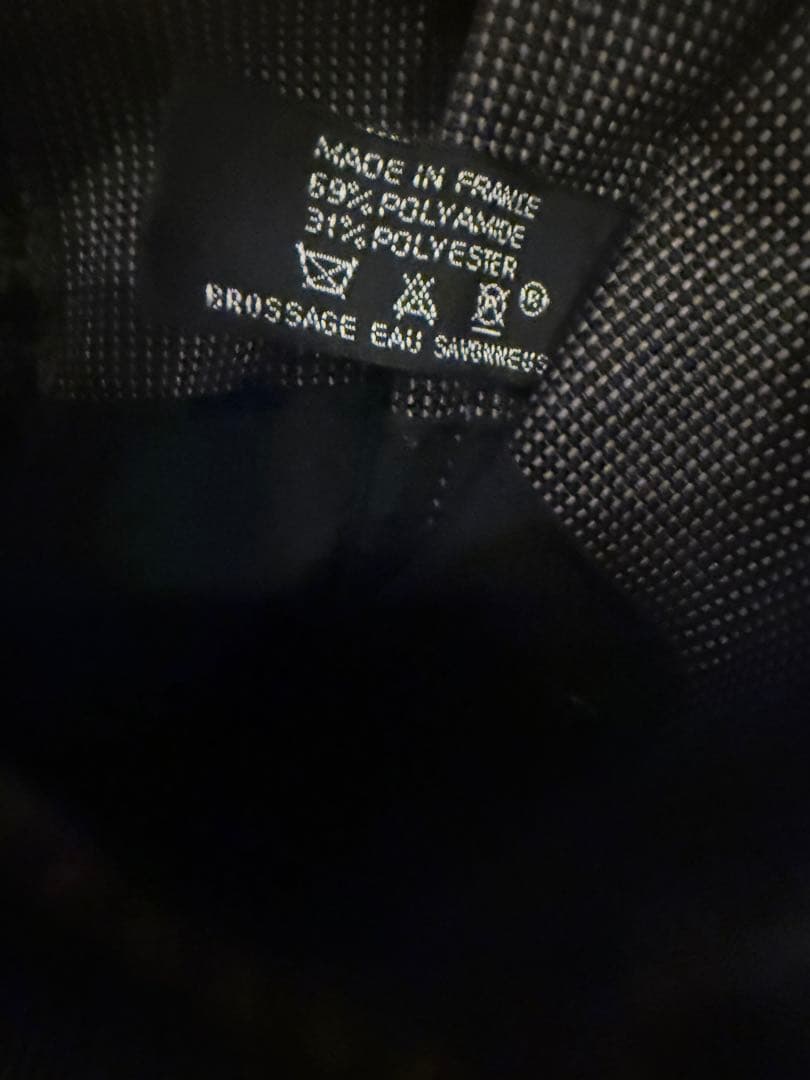 MADE IN FRANCE
69% POLYAMIDE
31% POLYESTER
®
BROSSAGE EAU SAVONNEUS